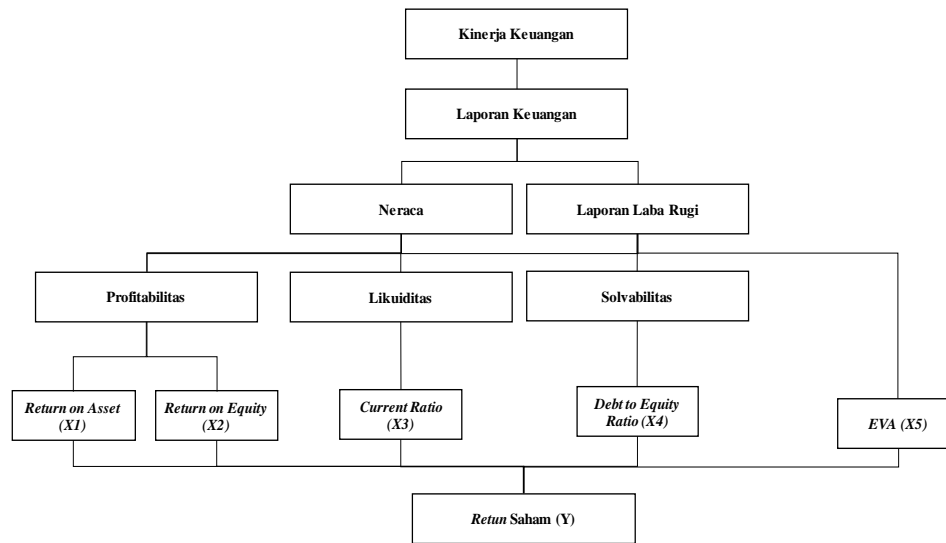 Kinerja Keuangan
Laporan Keuangan
Neraca
Laporan Laba Rugi
Profitabilitas
Likuiditas
Solvabilitas
Return on Asset
(X1)
Return on Equity
(X2)
Current Ratio
(X3)
Debt to Equity
Ratio (X4)
EVA (X5)
Retun Saham (Y)